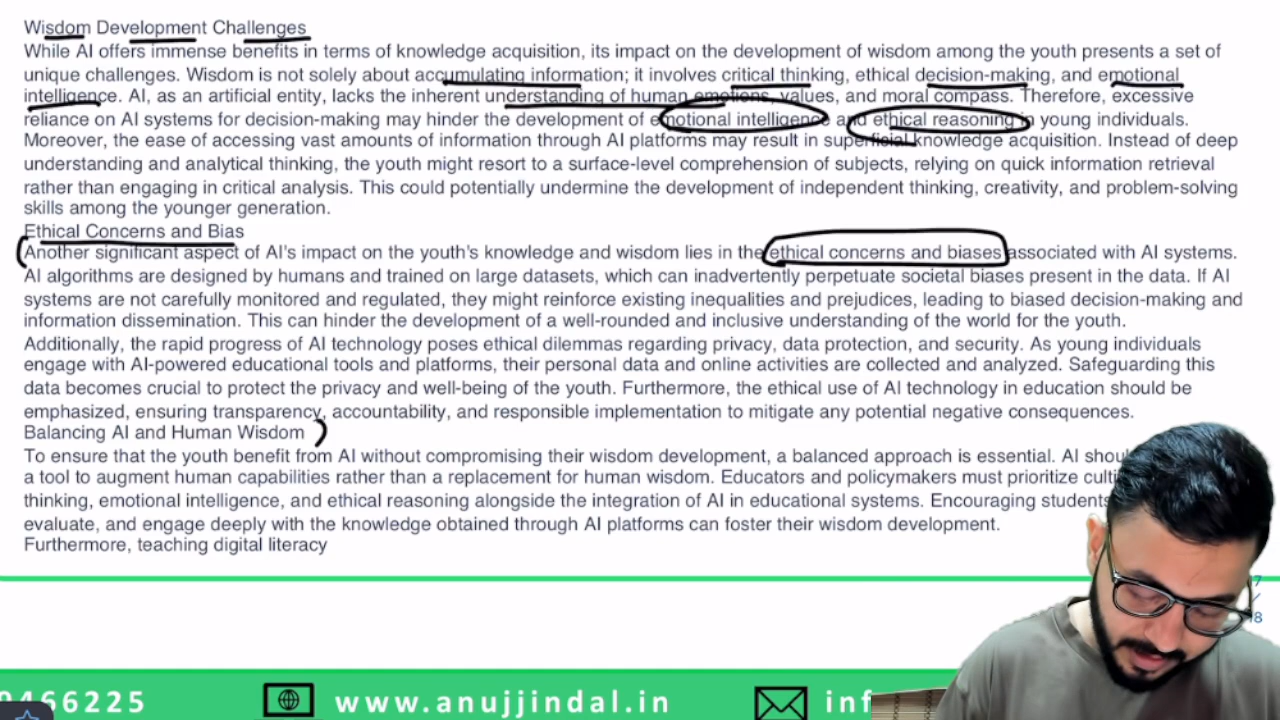 Wisdom Development Challenges
While AI offers immense benefits in terms of knowledge acquisition, its impact on the development of wisdom among the youth presents a set of
unique challenges. Wisdom is not solely about accumulating information; it involves critical thinking, ethical decision-making, and emotional
intelligence. AI, as an artificial entity, lacks the inherent understanding of human emotions, values, and moral compass. Therefore, excessive
reliance on AI systems for decision-making may hinder the development of emotional intelligence and ethical reasoning in young individuals.
Moreover, the ease of accessing vast amounts of information through AI platforms may result in superficial knowledge acquisition. Instead of deep
understanding and analytical thinking, the youth might resort to a surface-level comprehension of subjects, relying on quick information retrieval
rather than engaging in critical analysis. This could potentially undermine the development of independent thinking, creativity, and problem-solving
skills among the younger generation.
Ethical Concerns and Bias
Another significant aspect of AI's impact on the youth's knowledge and wisdom lies in the ethical concerns and biases associated with AI systems.
AI algorithms are designed by humans and trained on large datasets, which can inadvertently perpetuate societal biases present in the data. If AI
systems are not carefully monitored and regulated, they might reinforce existing inequalities and prejudices, leading to biased decision-making and
information dissemination. This can hinder the development of a well-rounded and inclusive understanding of the world for the youth.
Additionally, the rapid progress of AI technology poses ethical dilemmas regarding privacy, data protection, and security. As young individuals
engage with AI-powered educational tools and platforms, their personal data and online activities are collected and analyzed. Safeguarding this
data becomes crucial to protect the privacy and well-being of the youth. Furthermore, the ethical use of AI technology in education should be
emphasized, ensuring transparency, accountability, and responsible implementation to mitigate any potential negative consequences.
Balancing AI and Human Wisdom
To ensure that the youth benefit from AI without compromising their wisdom development, a balanced approach is essential. AI
a tool to augment human capabilities rather than a replacement for human wisdom. Educators and policymakers must prioritize
thinking, emotional intelligence, and ethical reasoning alongside the integration of AI in educational systems. Encouraging students
evaluate, and engage deeply with the knowledge obtained through AI platforms can foster their wisdom development.
Furthermore, teaching digital literacy
7
/
8
466225
www.anujjindal.in
inf